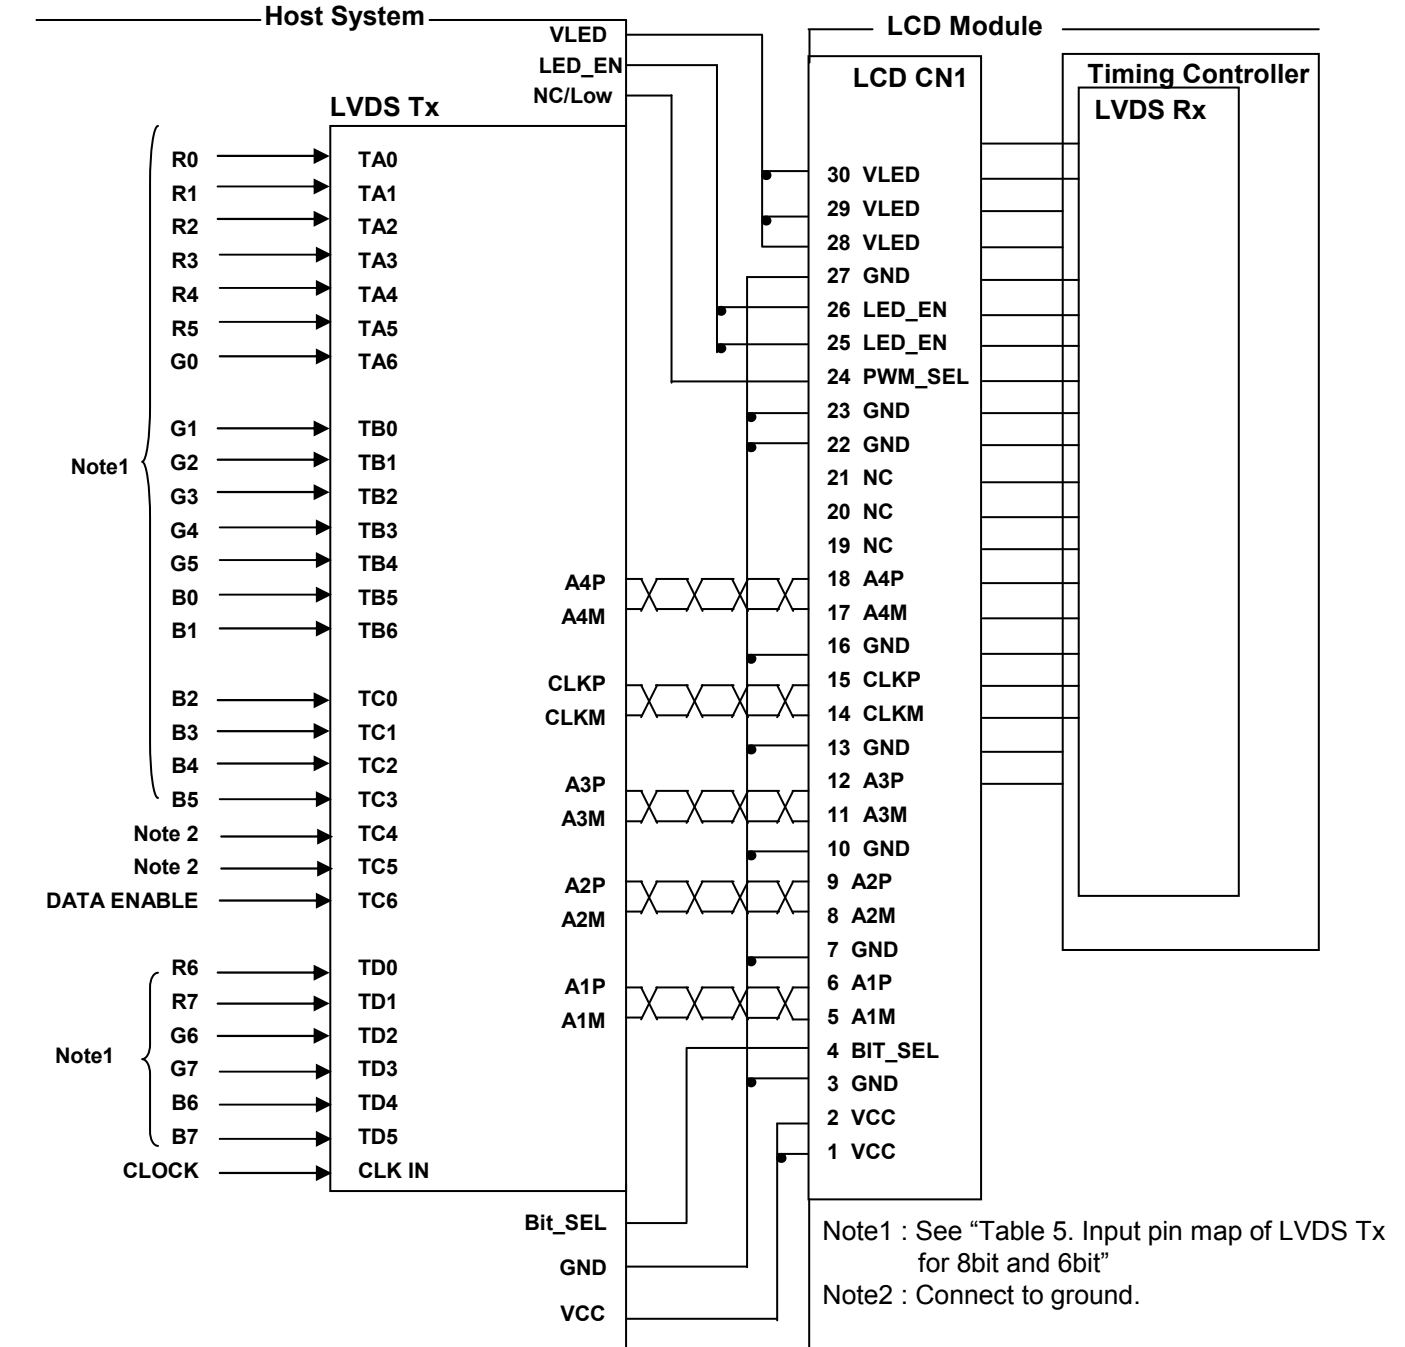 Host System
LCD Module
VLED
LED_EN
NC/Low
LVDS Tx
LCD CN1
Timing Controller
LVDS Rx
Note1
R0 TA0
R1 TA1
R2 TA2
R3 TA3
R4 TA4
R5 TA5
G0 TA6
G1 TB0
G2 TB1
G3 TB2
G4 TB3
G5 TB4
B0 TB5
B1 TB6
B2 TC0
B3 TC1
B4 TC2
B5 TC3
Note 2 TC4
Note 2 TC5
DATA ENABLE TC6
Note1
R6 TD0
R7 TD1
G6 TD2
G7 TD3
B6 TD4
B7 TD5
CLOCK CLK IN
A4P
A4M
CLKP
CLKM
A3P
A3M
A2P
A2M
A1P
A1M
Bit_SEL
GND
VCC
30 VLED
29 VLED
28 VLED
27 GND
26 LED_EN
25 LED_EN
24 PWM_SEL
23 GND
22 GND
21 NC
20 NC
19 NC
18 A4P
17 A4M
16 GND
15 CLKP
14 CLKM
13 GND
12 A3P
11 A3M
10 GND
9 A2P
8 A2M
7 GND
6 A1P
5 A1M
4 BIT_SEL
3 GND
2 VCC
1 VCC
Note1 : See “Table 5. Input pin map of LVDS Tx
for 8bit and 6bit”
Note2 : Connect to ground.